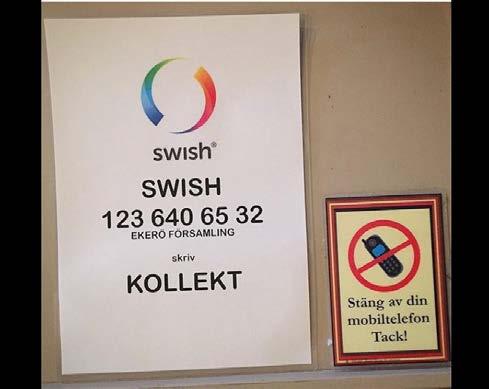 swish®
SWISH
123 640 65 32
EKERÖ FÖRSAMLING
skriv
KOLLEKT
Stäng av din
mobiltelefon
Tack!